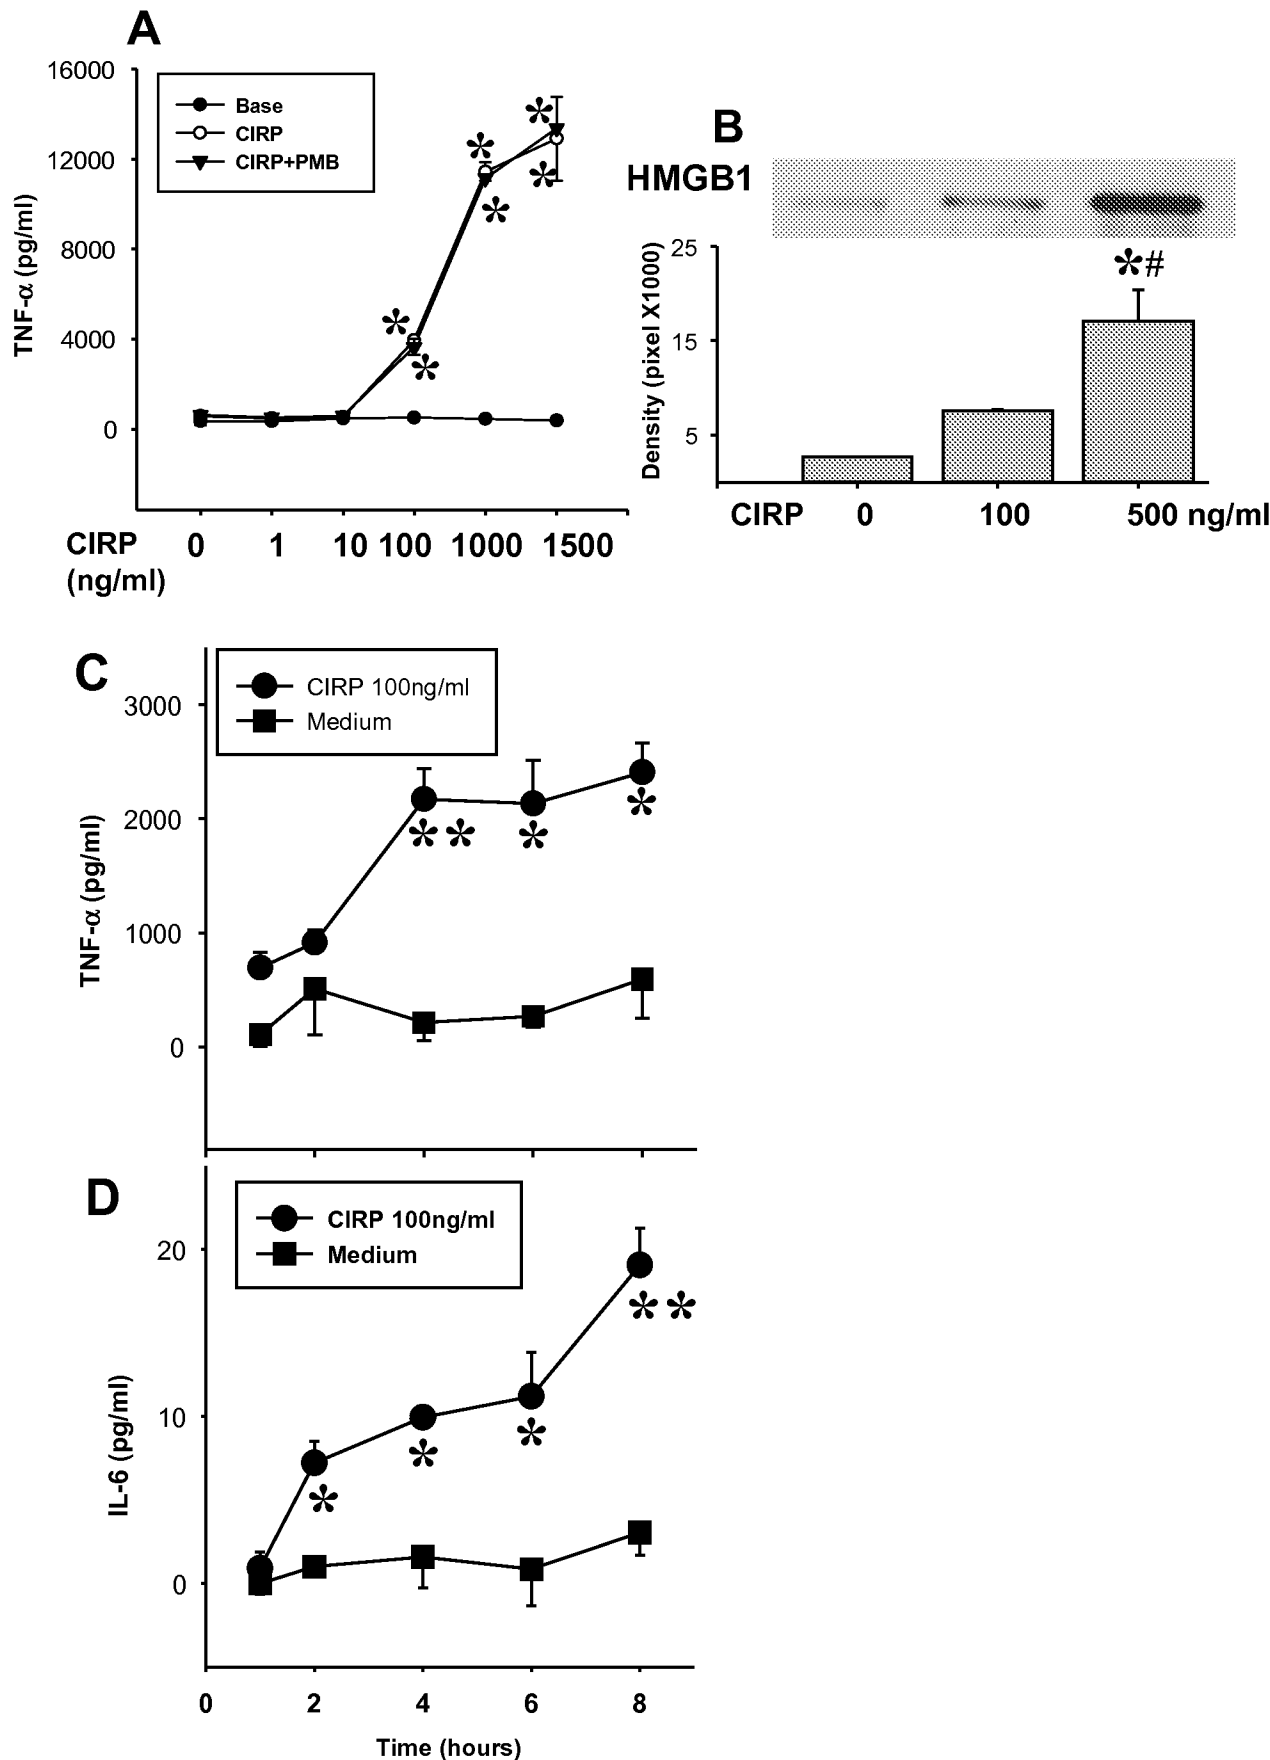 A
16000
12000
8000
4000
0
TNF-α (pg/ml)
Base
CIRP
CIRP+PMB
* * * * * *
CIRP 0 1 10 100 1000 1500
(ng/ml)
B
HMGB1
25
15
5
Density (pixel X1000)
*#
CIRP 0 100 500 ng/ml
C
CIRP 100ng/ml
Medium
3000
2000
1000
0
TNF-α (pg/ml)
** * *
D
CIRP 100ng/ml
Medium
20
10
0
IL-6 (pg/ml)
* * * **
0 2 4 6 8
Time (hours)